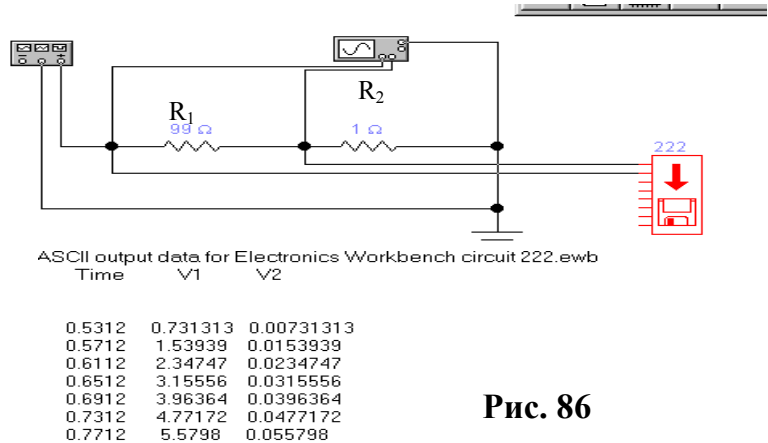 R₂
R₁
99 Ω
1 Ω
222
ASCII output data for Electronics Workbench circuit 222.ewb
Time V1 V2
0.5312 0.731313 0.00731313
0.5712 1.53939 0.0153939
0.6112 2.34747 0.0234747
0.6512 3.15556 0.0315556
0.6912 3.96364 0.0396364
0.7312 4.77172 0.0477172
0.7712 5.5798 0.055798
Рис. 86